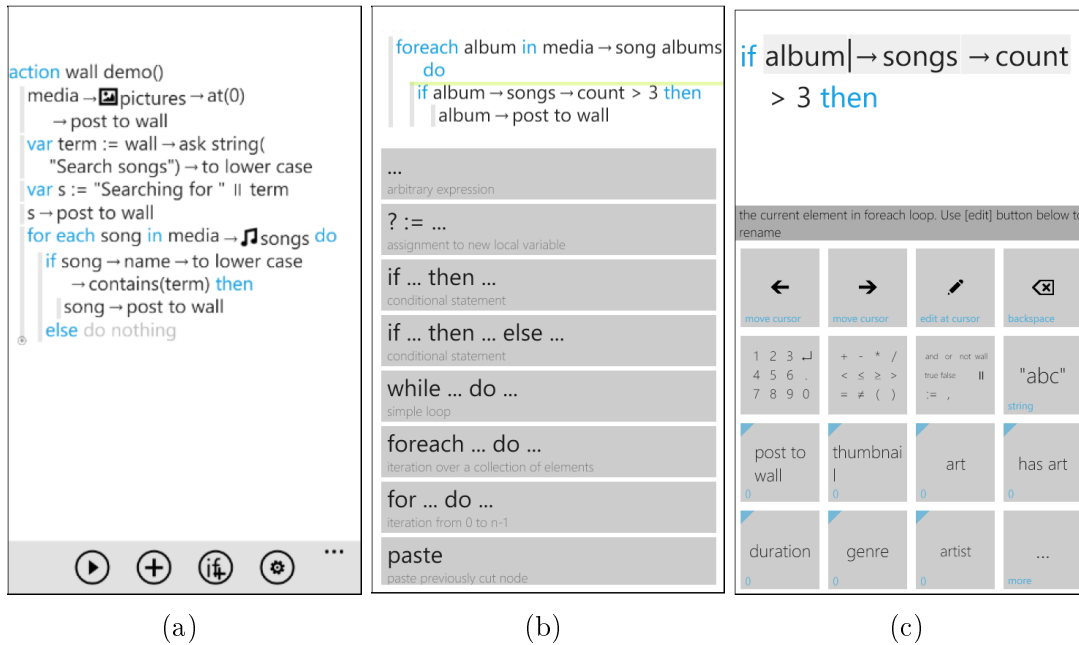 action wall demo()
media → pictures → at(0)
→ post to wall
var term := wall → ask string(
"Search songs") → to lower case
var s := "Searching for " || term
s → post to wall
for each song in media → songs do
if song → name → to lower case
→ contains(term) then
song → post to wall
else do nothing
if+
...
(a)
foreach album in media → song albums
do
if album → songs → count > 3 then
album → post to wall
...
arbitrary expression
? := ...
assignment to new local variable
if ... then ...
conditional statement
if ... then ... else ...
conditional statement
while ... do ...
simple loop
foreach ... do ...
iteration over a collection of elements
for ... do ...
iteration from 0 to n-1
paste
paste previously cut node
(b)
if album → songs → count
> 3 then
the current element in foreach loop. Use [edit] button below to
rename
move cursor
move cursor
edit at cursor
backspace
1 2 3
4 5 6 .
7 8 9 0
+ - * /
< ≤ ≥ >
= ≠ ( )
and or not wall
true false ||
:= ,
"abc"
string
post to
wall
()
thumbnai
l
()
art
()
has art
()
duration
()
genre
()
artist
()
...
more
(c)